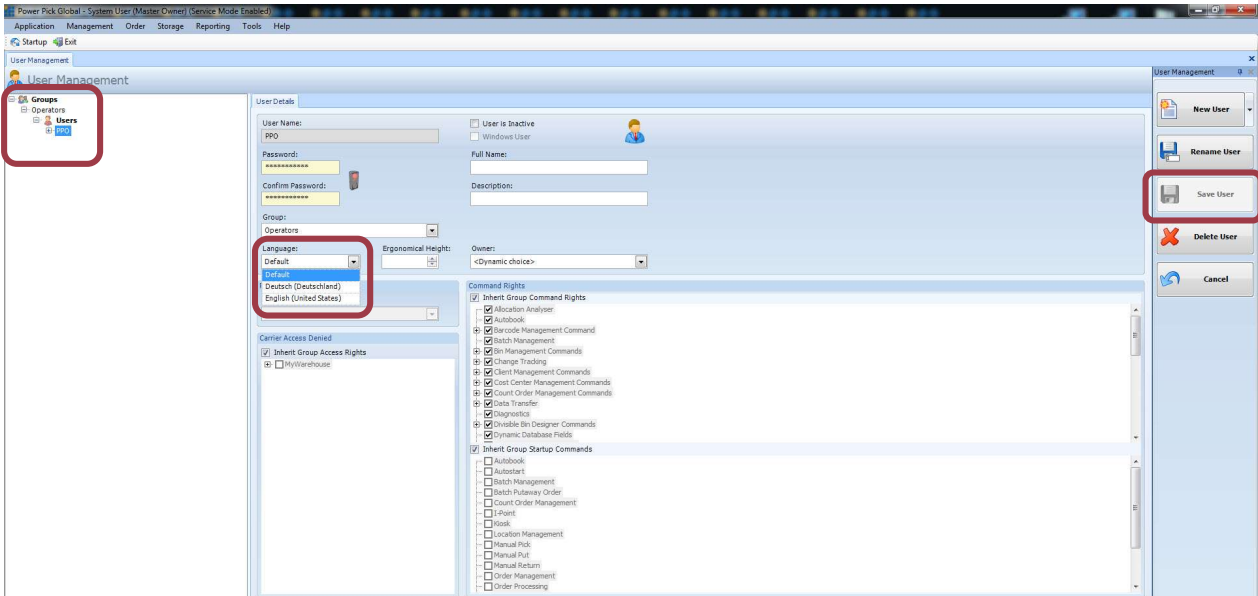 Power Pick Global - System User (Master Owner) (Service Mode Enabled)
Application Management Order Storage Reporting Tools Help
Startup Exit
User Management
User Management
Groups
Operators
Users
PPO
User Details
User Name:
PPO
User is Inactive
Windows User
Password:
***********
Full Name:
Confirm Password:
***********
Description:
Group:
Operators
Language:
Default
Default
Deutsch (Deutschland)
English (United States)
Ergonomical Height:
Owner:
<Dynamic choice>
Carrier Access Denied
Inherit Group Access Rights
MyWarehouse
Command Rights
Inherit Group Command Rights
Allocation Analyser
Autobook
Barcode Management Command
Batch Management
Bin Management Commands
Change Tracking
Client Management Commands
Cost Center Management Commands
Count Order Management Commands
Data Transfer
Diagnostics
Divisible Bin Designer Commands
Dynamic Database Fields
Inherit Group Startup Commands
Autobook
Autostart
Batch Management
Batch Putaway Order
Count Order Management
I-Point
Kiosk
Location Management
Manual Pick
Manual Put
Manual Return
Order Management
Order Processing
User Management
New User
Rename User
Save User
Delete User
Cancel